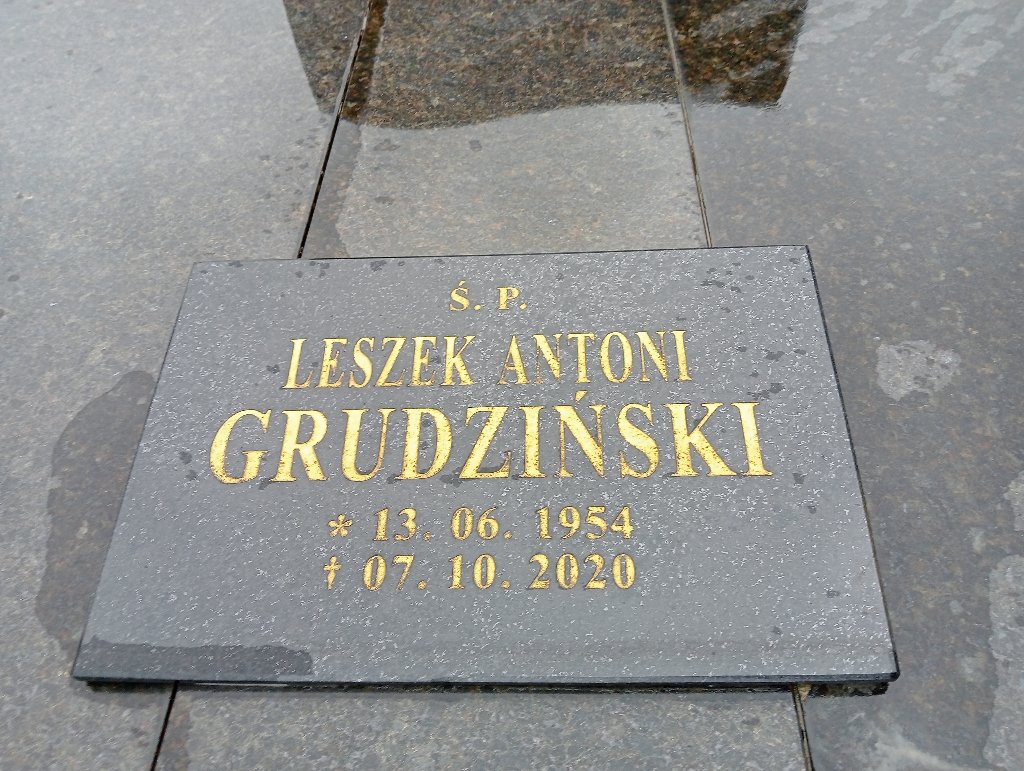 Ś. P.
LESZEK ANTONI
GRUDZIŃSKI
* 13. 06. 1954
† 07. 10. 2020